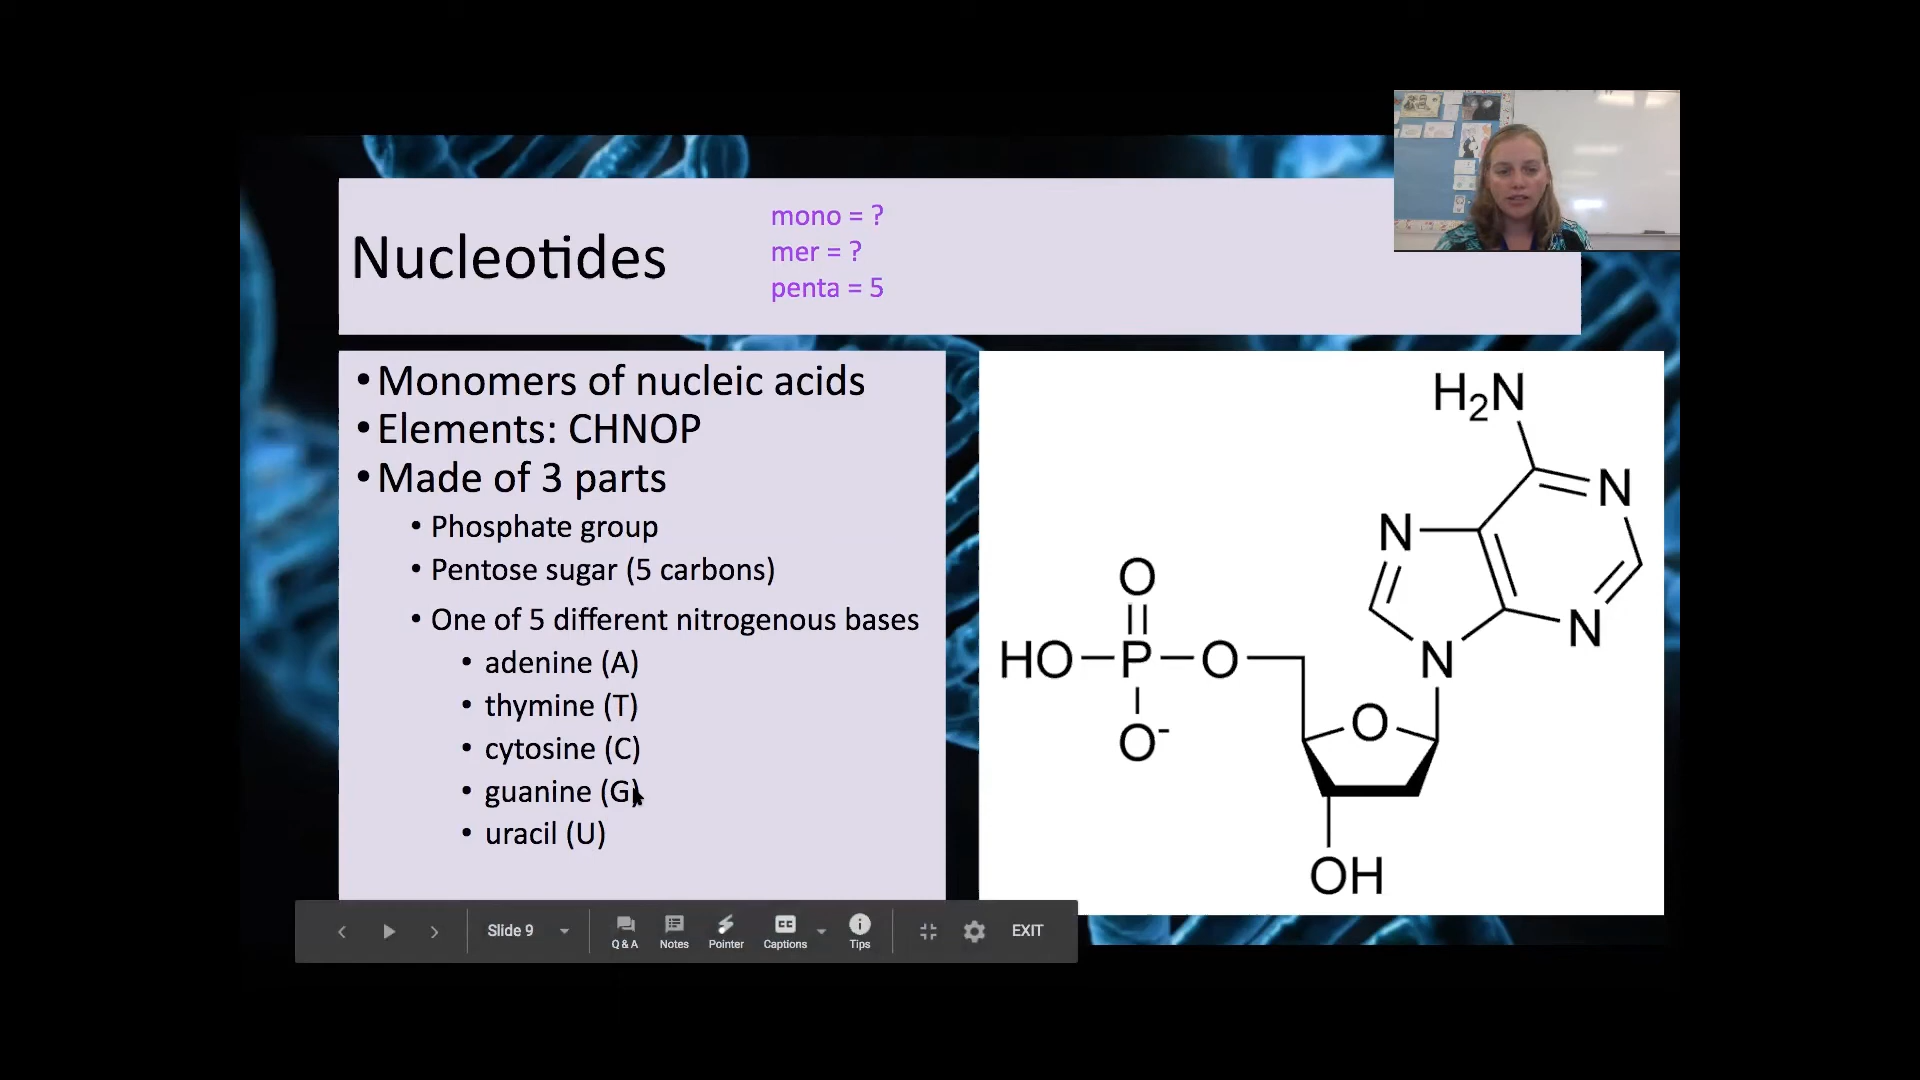 Nucleotides
mono = ?
mer = ?
penta = 5
• Monomers of nucleic acids
• Elements: CHNOP
• Made of 3 parts
• Phosphate group
• Pentose sugar (5 carbons)
• One of 5 different nitrogenous bases
• adenine (A)
• thymine (T)
• cytosine (C)
• guanine (G)
• uracil (U)
H₂N
N
N
N
N
O
HO P O
O⁻
O
OH
Slide 9
Q & A
Notes
Pointer
CC
Captions
Tips
EXIT